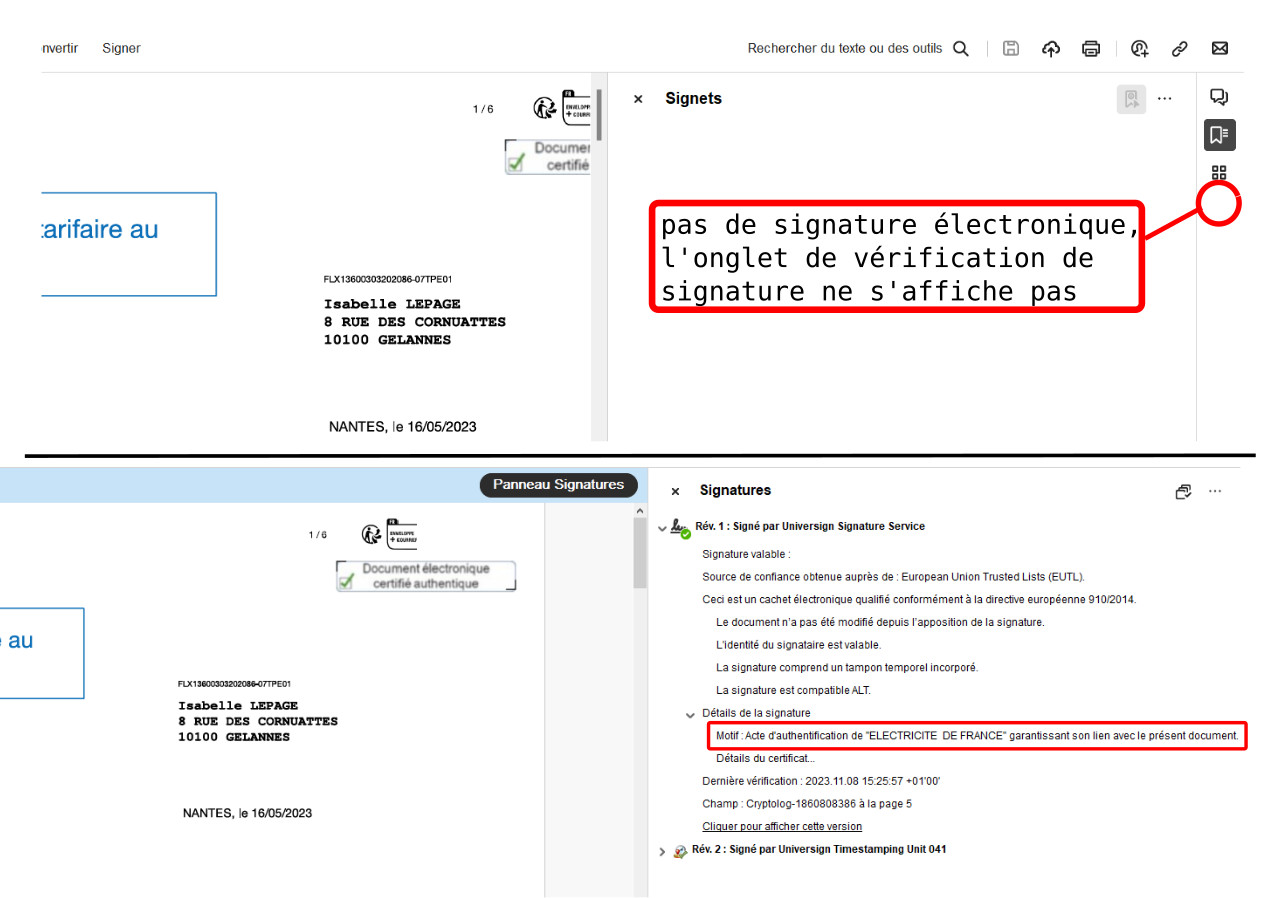 nvertir Signer Rechercher du texte ou des outils
1 / 6
FR
× Signets
Documen
certifié
tarifaire au
pas de signature électronique,
l'onglet de vérification de
signature ne s'affiche pas
FLX13600303202086-07TPE01
Isabelle LEPAGE
8 RUE DES CORNUATTES
10100 GELANNES
NANTES, le 16/05/2023
Panneau Signatures
1 / 6
FR
Document électronique
certifié authentique
au
FLX13600303202086-07TPE01
Isabelle LEPAGE
8 RUE DES CORNUATTES
10100 GELANNES
NANTES, le 16/05/2023
× Signatures
Rév. 1 : Signé par Universign Signature Service
Signature valable :
Source de confiance obtenue auprès de : European Union Trusted Lists (EUTL).
Ceci est un cachet électronique qualifié conformément à la directive européenne 910/2014.
Le document n'a pas été modifié depuis l'apposition de la signature.
L'identité du signataire est valable.
La signature comprend un tampon temporel incorporé.
La signature est compatible ALT.
Détails de la signature
Motif : Acte d'authentification de "ELECTRICITE DE FRANCE" garantissant son lien avec le présent document.
Détails du certificat...
Dernière vérification : 2023.11.08 15:25:57 +01'00'
Champ : Cryptolog-1860808386 à la page 5
Cliquer pour afficher cette version
Rév. 2 : Signé par Universign Timestamping Unit 041